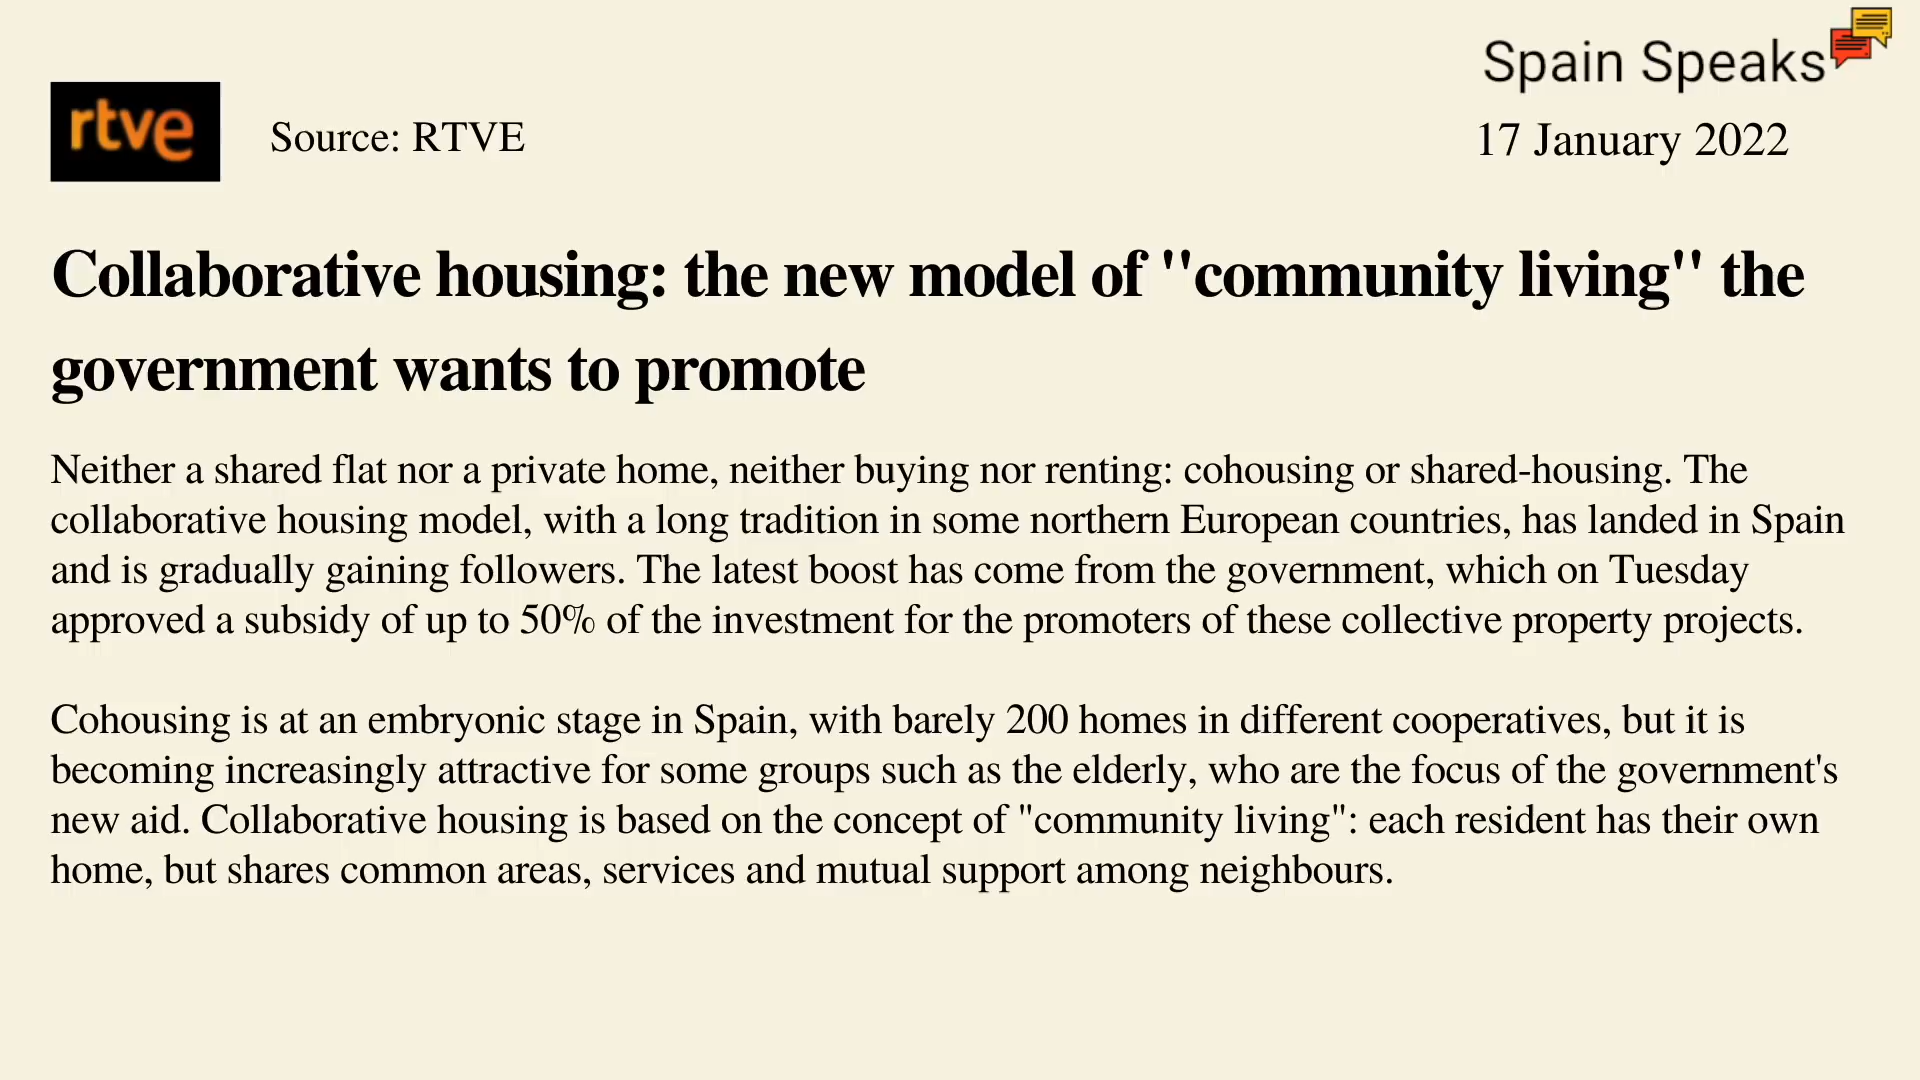 Spain Speaks
rtve
Source: RTVE
17 January 2022
Collaborative housing: the new model of "community living" the
government wants to promote
Neither a shared flat nor a private home, neither buying nor renting: cohousing or shared-housing. The
collaborative housing model, with a long tradition in some northern European countries, has landed in Spain
and is gradually gaining followers. The latest boost has come from the government, which on Tuesday
approved a subsidy of up to 50% of the investment for the promoters of these collective property projects.
Cohousing is at an embryonic stage in Spain, with barely 200 homes in different cooperatives, but it is
becoming increasingly attractive for some groups such as the elderly, who are the focus of the government's
new aid. Collaborative housing is based on the concept of "community living": each resident has their own
home, but shares common areas, services and mutual support among neighbours.